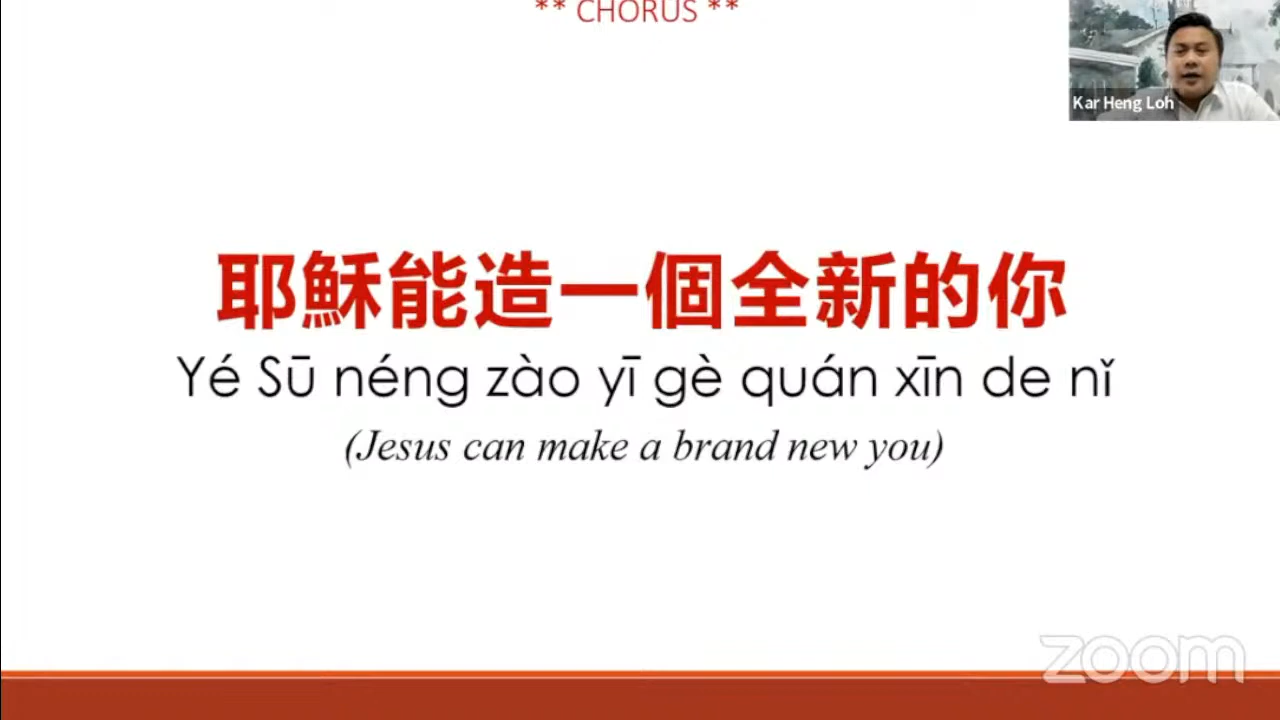 ** CHORUS **
Kar Heng Loh
耶穌能造一個全新的你
Yé Sū néng zào yī gè quán xīn de nǐ
(Jesus can make a brand new you)
zoom